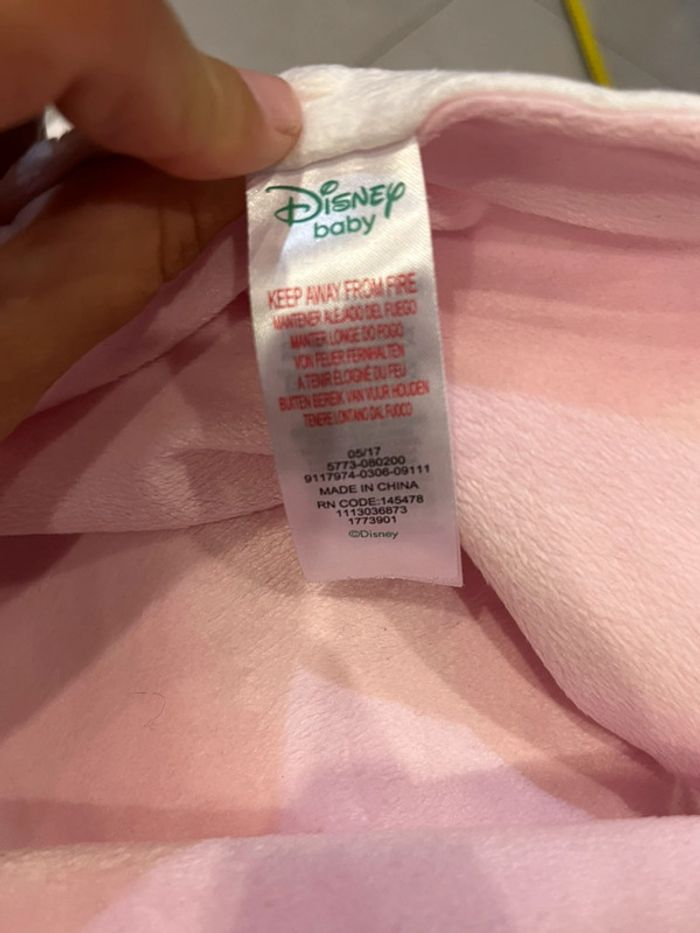 Disney
baby
KEEP AWAY FROM FIRE
MANTENER ALEJADO DEL FUEGO
MANTER LONGE DO FOGO
VON FEUER FERNHALTEN
A TENIR ÉLOIGNÉ DU FEU
BUITEN BEREIK VAN VUUR HOUDEN
TENERE LONTANO DAL FUOCO
05/17
5773-080200
9117974-0306-09111
MADE IN CHINA
RN CODE:145478
1113036873
1773901
©Disney